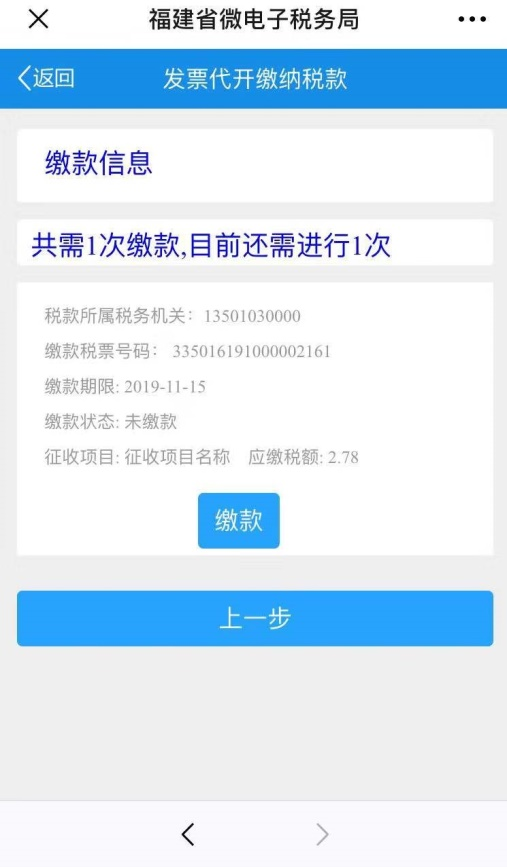 福建省微电子税务局
返回 发票代开缴纳税款
缴款信息
共需1次缴款,目前还需进行1次
税款所属税务机关: 13501030000
缴款税票号码: 335016191000002161
缴款期限: 2019-11-15
缴款状态: 未缴款
征收项目: 征收项目名称 应缴税额: 2.78
缴款
上一步